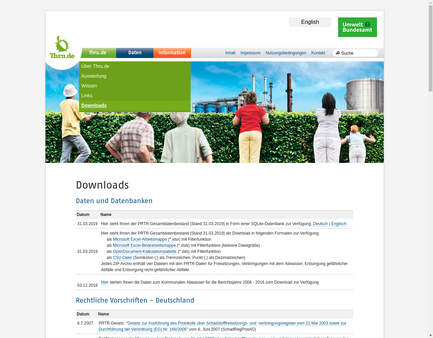 English
Umwelt
Bundesamt
Thru.de
Thru.de
Daten
Information
Inhalt
Impressum
Nutzungsbedingungen
Kontakt
Suche
Über Thru.de
Anwendung
Wissen
Links
Downloads
Downloads
Daten und Datenbanken
Datum Name
31.03.2019 Hier steht Ihnen der PRTR-Gesamtdatenbestand (Stand 31.03.2019) in Form einer SQLite-Datenbank zur Verfügung. Deutsch | Englisch
Hier steht Ihnen der PRTR-Gesamtdatenbestand (Stand 31.03.2019) als Download in folgenden Formaten zur Verfügung
als Microsoft Excel-Arbeitsmappe (*.xlsx) mit Filterfunktion
als Microsoft Excel-Binärarbeitsmappe (*.xlsb) mit Filterfunktion (kleinere Dateigröße)
31.03.2019 als OpenDocument-Kalkulationstabelle (*.ods) mit Filterfunktion
als CSV-Datei (Semikolon (;) als Trennzeichen, Punkt (.) als Dezimalzeichen)
Jedes ZIP-Archiv enthält vier Dateien mit den PRTR-Daten für Freisetzungen, Verbringungen mit dem Abwasser, Entsorgung gefährlicher
Abfälle und Entsorgung nicht gefährlicher Abfälle.
03.12.2018 Hier stehen Ihnen die Daten zum Kommunalen Abwasser für die Berichtsjahre 2008 - 2016 zum Download zur Verfügung
Rechtliche Vorschriften – Deutschland
Datum Name
6.7.2007 PRTR-Gesetz: "Gesetz zur Ausführung des Protokolls über Schadstofffreisetzungs- und -verbringungsregister vom 21.Mai 2003 sowie zur
Durchführung der Verordnung (EG) Nr. 166/2006" vom 6. Juni 2007 (SchadRegProtAG)